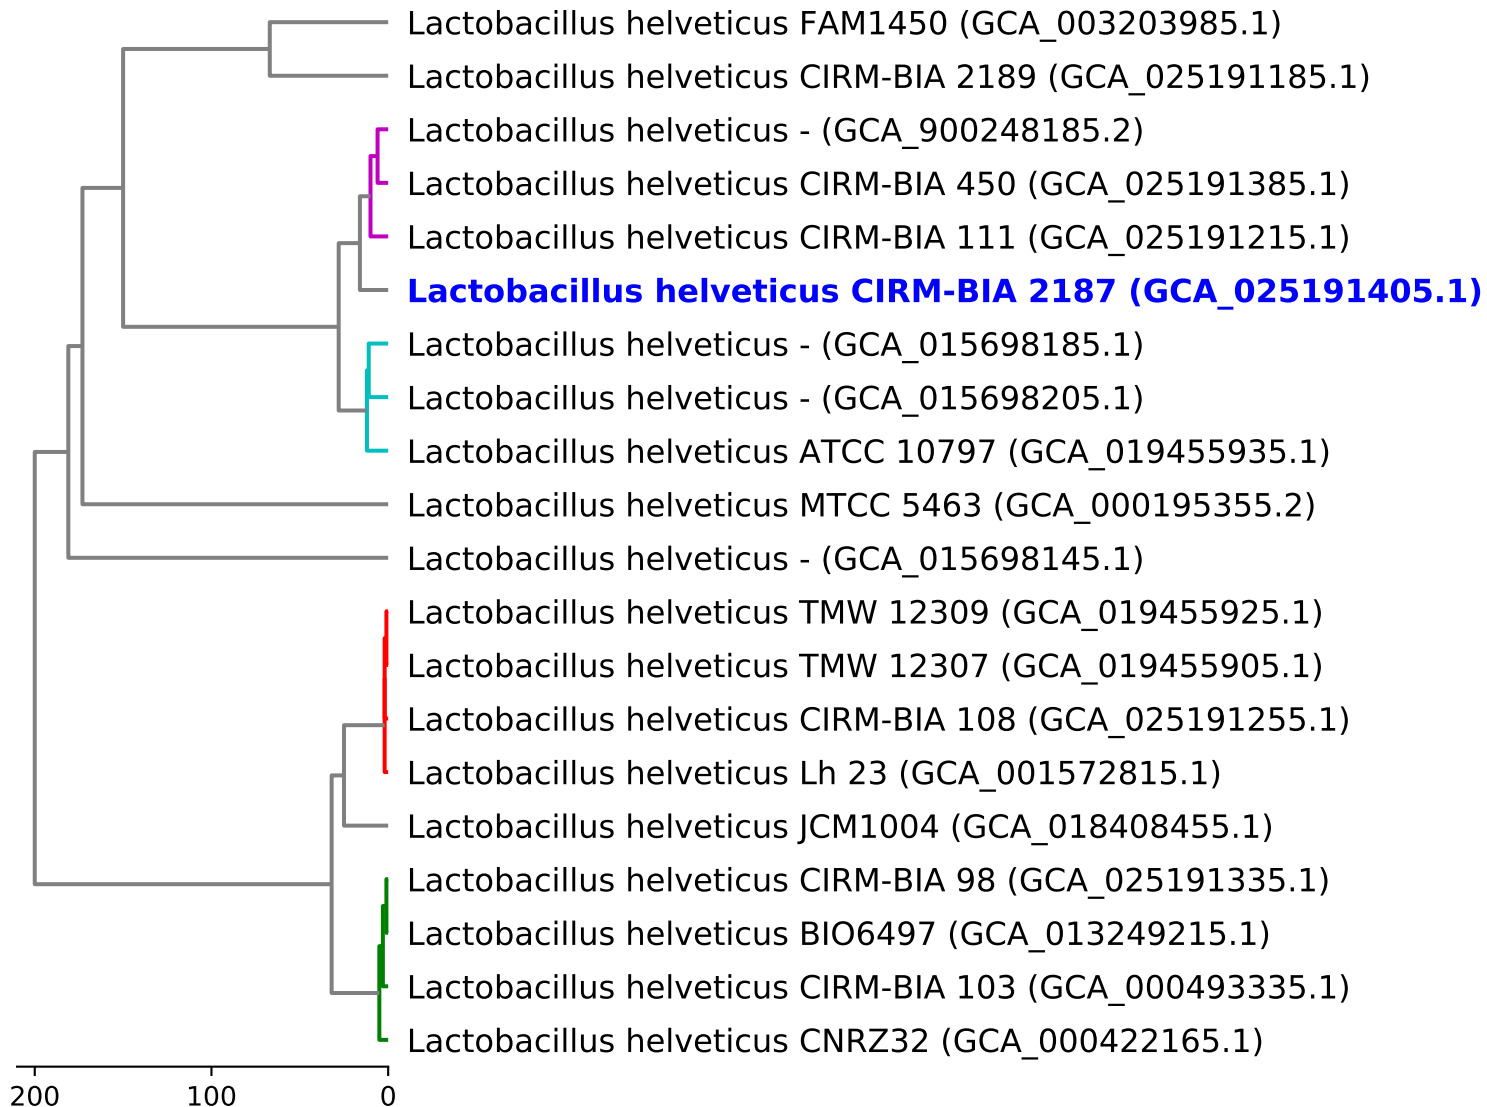 Lactobacillus helveticus FAM1450 (GCA_003203985.1)
Lactobacillus helveticus CIRM-BIA 2189 (GCA_025191185.1)
Lactobacillus helveticus - (GCA_900248185.2)
Lactobacillus helveticus CIRM-BIA 450 (GCA_025191385.1)
Lactobacillus helveticus CIRM-BIA 111 (GCA_025191215.1)
Lactobacillus helveticus CIRM-BIA 2187 (GCA_025191405.1)
Lactobacillus helveticus - (GCA_015698185.1)
Lactobacillus helveticus - (GCA_015698205.1)
Lactobacillus helveticus ATCC 10797 (GCA_019455935.1)
Lactobacillus helveticus MTCC 5463 (GCA_000195355.2)
Lactobacillus helveticus - (GCA_015698145.1)
Lactobacillus helveticus TMW 12309 (GCA_019455925.1)
Lactobacillus helveticus TMW 12307 (GCA_019455905.1)
Lactobacillus helveticus CIRM-BIA 108 (GCA_025191255.1)
Lactobacillus helveticus Lh 23 (GCA_001572815.1)
Lactobacillus helveticus JCM1004 (GCA_018408455.1)
Lactobacillus helveticus CIRM-BIA 98 (GCA_025191335.1)
Lactobacillus helveticus BIO6497 (GCA_013249215.1)
Lactobacillus helveticus CIRM-BIA 103 (GCA_000493335.1)
Lactobacillus helveticus CNRZ32 (GCA_000422165.1)
200 100 0